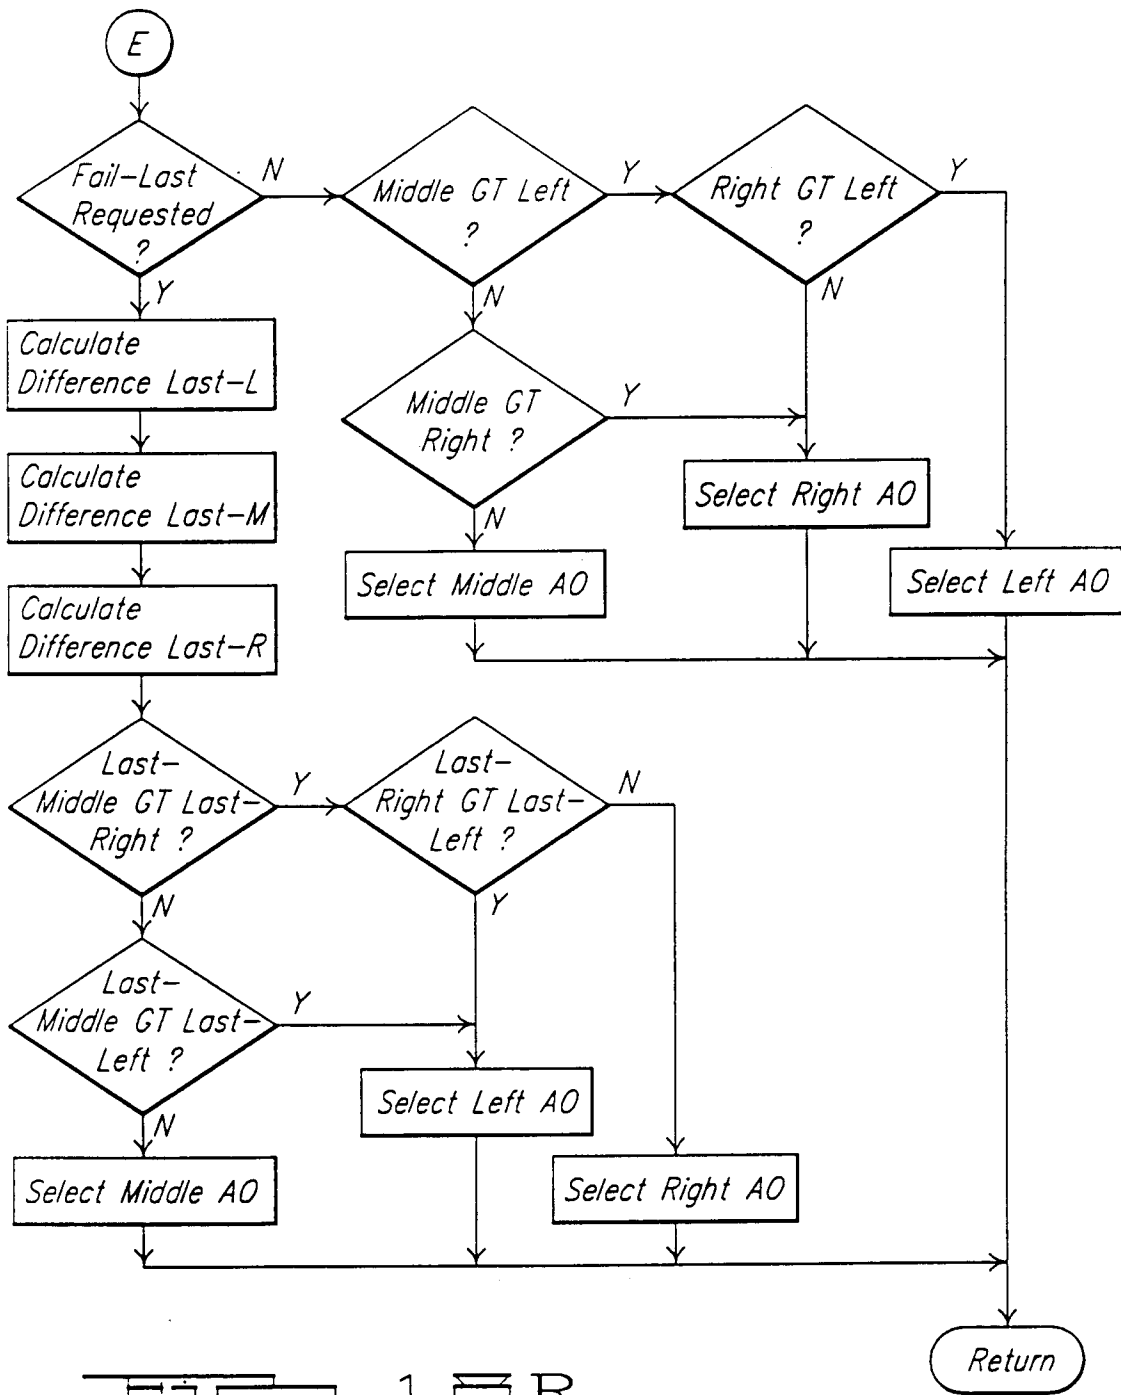 E
Fail-Last
Requested
?
N
Middle GT Left
?
Y
Right GT Left
?
Y
Y
N
N
Calculate
Difference Last-L
Middle GT
Right ?
Y
Calculate
Difference Last-M
Select Right AO
N
Select Middle AO
Select Left AO
Calculate
Difference Last-R
Last-
Middle GT Last-
Right ?
Y
Last-
Right GT Last-
Left ?
N
N
Y
Last-
Middle GT Last-
Left ?
Y
Select Left AO
N
Select Middle AO
Select Right AO
Return